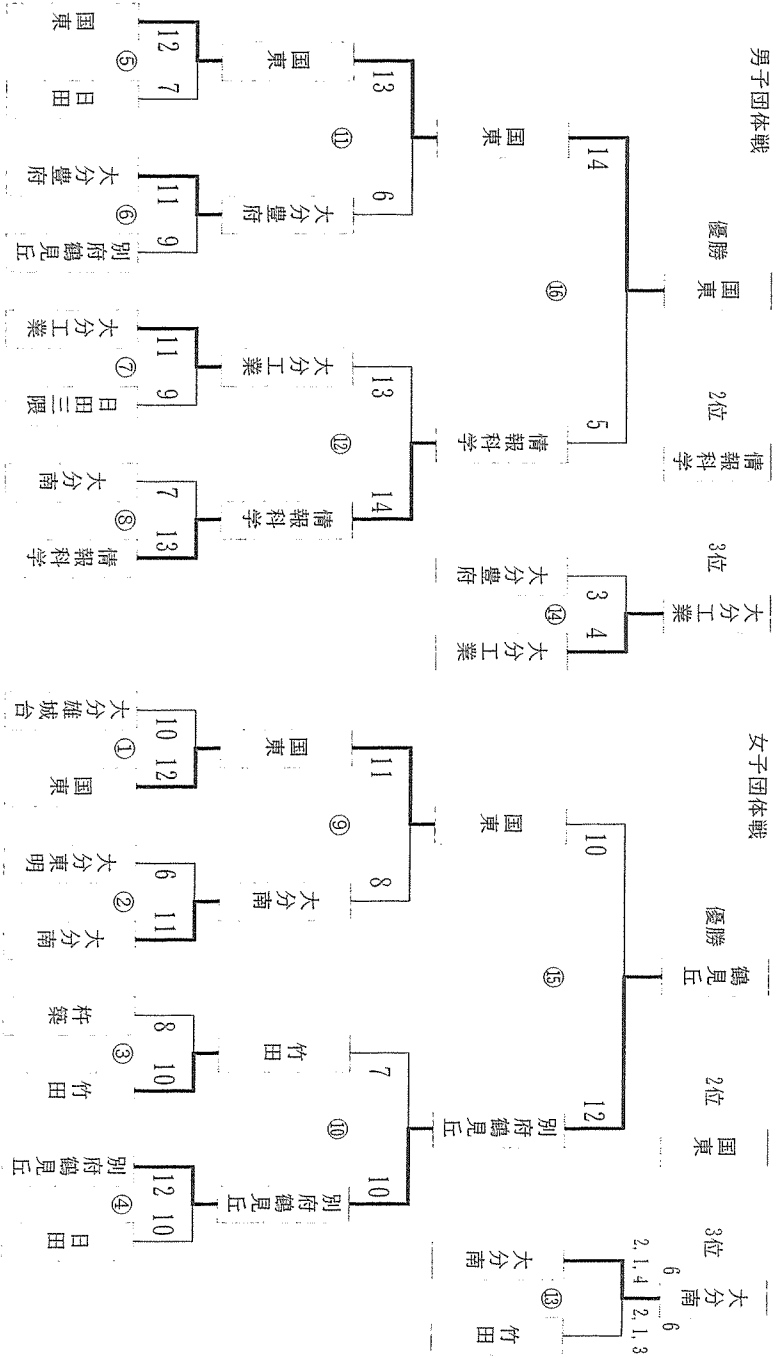 男子団体戦
優勝
国東
2位
情報科学
3位
大分工業
14
⑯
5
国東
情報科学
大分豊府
3
⑭
4
大分工業
13
⑪
6
13
⑫
14
国東
大分豊府
大分工業
情報科学
12
⑤
7
11
⑥
9
11
⑦
9
7
⑧
13
国東
日田
大分豊府
別府鶴見丘
大分工業
日田三隈
大分南
情報科学
女子団体戦
優勝
鶴見丘
2位
国東
3位
大分南
6
6
2, 1, 4
2, 1, 3
10
⑮
12
国東
別府鶴見丘
大分南
⑬
竹田
11
⑨
8
7
⑩
10
国東
大分南
竹田
別府鶴見丘
10
①
12
6
②
11
8
③
10
12
④
10
大分雄城台
国東
大分東明
大分南
杵築
竹田
別府鶴見丘
日田